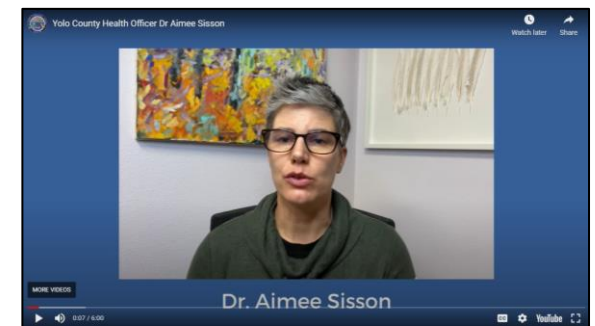 Yolo County Health Officer Dr Aimee Sisson
Watch later
Share
MORE VIDEOS
Dr. Aimee Sisson
0:07 / 6:00
CC
YouTube